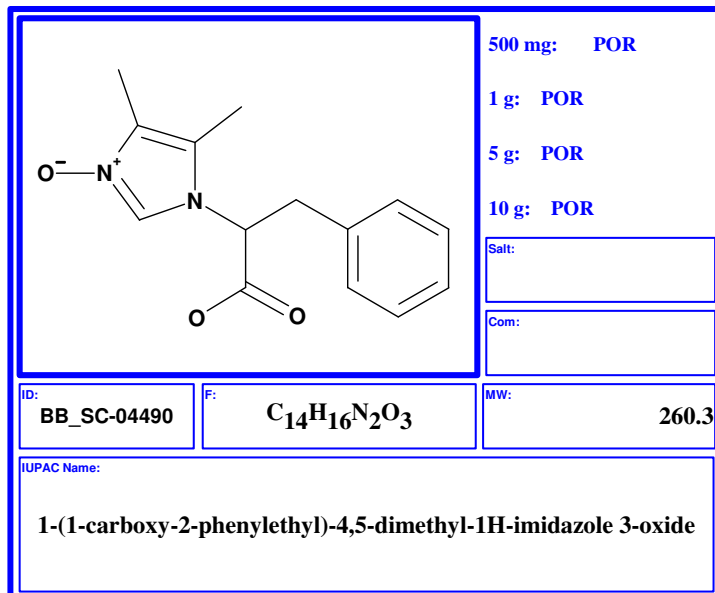 500 mg: POR
1 g: POR
5 g: POR
10 g: POR
O−
N+
N
O
O
Salt:
Com:
ID:
BB_SC-04490
F:
C14H16N2O3
MW:
260.3
IUPAC Name:
1-(1-carboxy-2-phenylethyl)-4,5-dimethyl-1H-imidazole 3-oxide